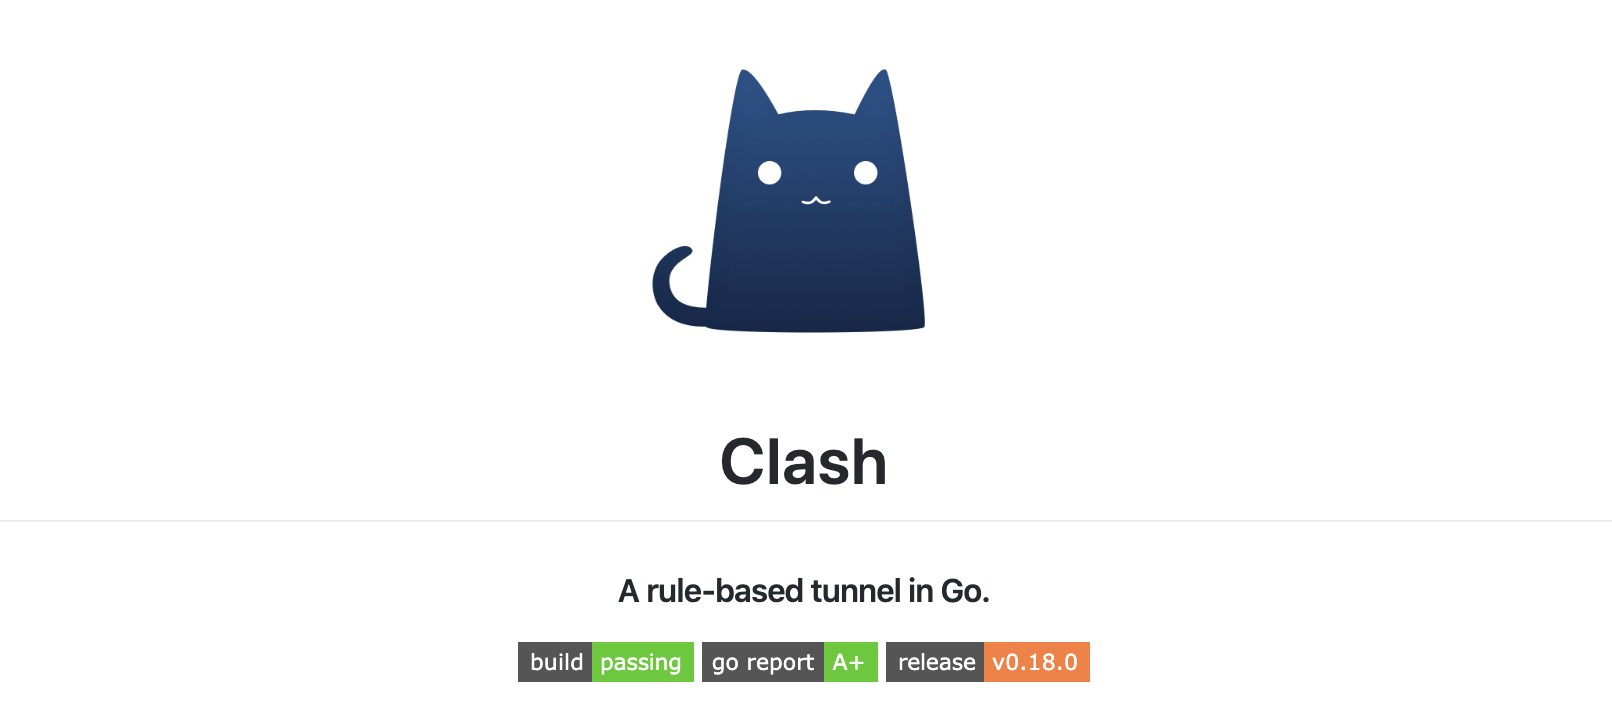 Clash
A rule-based tunnel in Go.
build passing go report A+ release v0.18.0